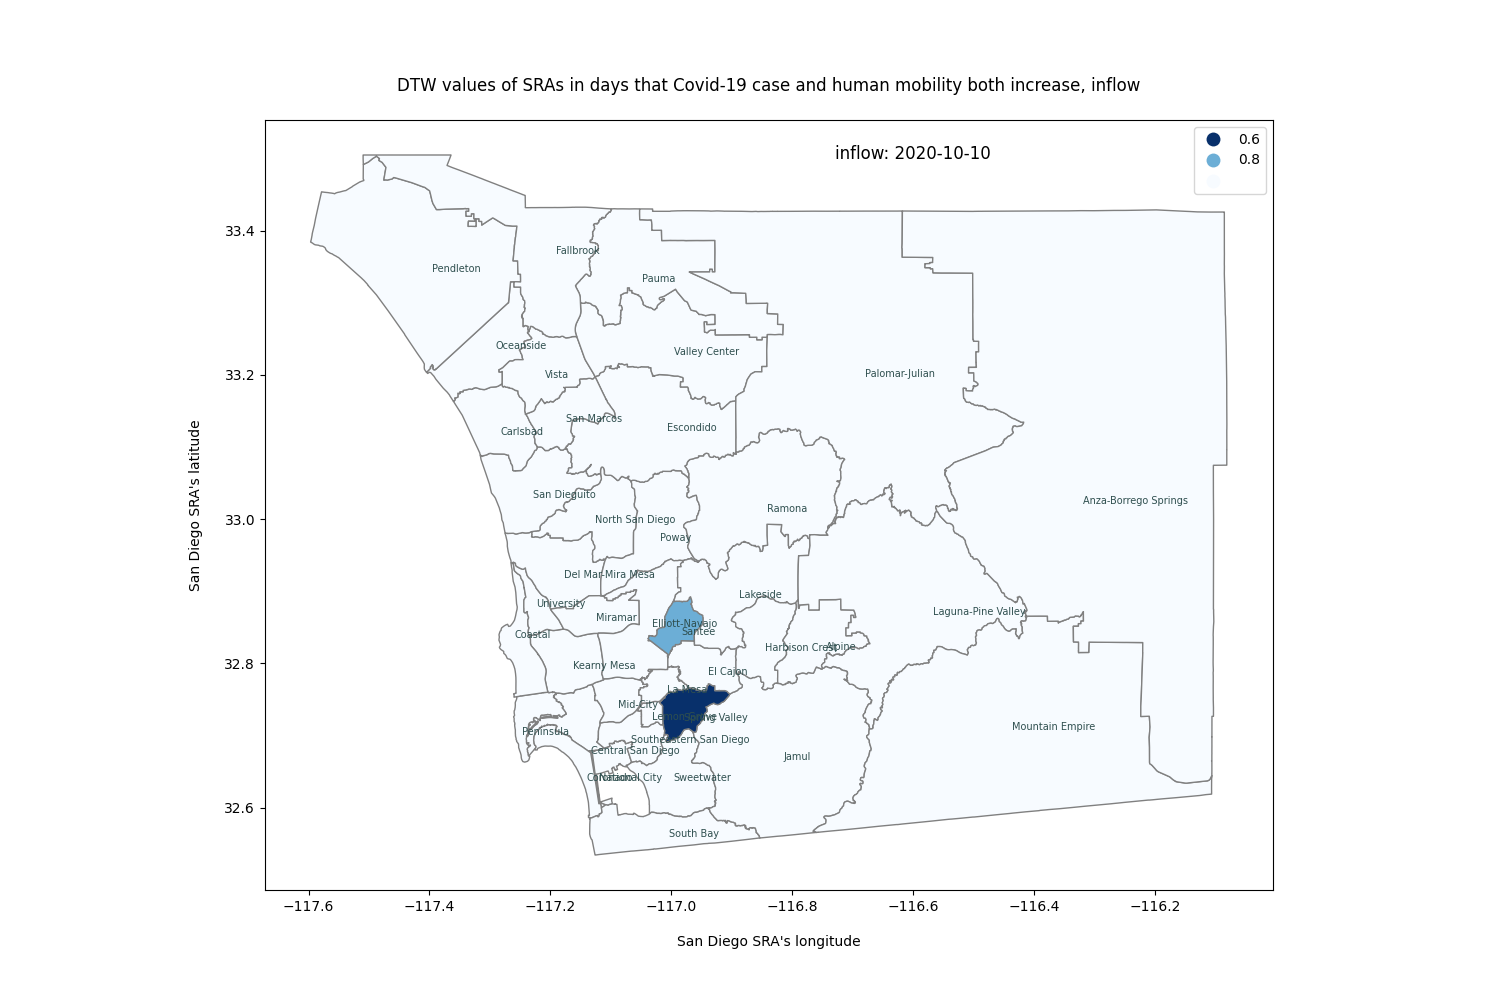 DTW values of SRAs in days that Covid-19 case and human mobility both increase, inflow
inflow: 2020-10-10
0.6
0.8
33.4
33.2
33.0
32.8
32.6
San Diego SRA's latitude
Fallbrook
Pendleton
Pauma
Oceanside
Valley Center
Vista
Palomar-Julian
San Marcos
Carlsbad
Escondido
San Dieguito
Anza-Borrego Springs
Ramona
North San Diego
Poway
Del Mar-Mira Mesa
Lakeside
University
Miramar
Laguna-Pine Valley
Elliott-Navajo
Santee
Coastal
Harbison Crest
Alpine
Kearny Mesa
El Cajon
La Mesa
Mid-City
Lemon Grove
Spring Valley
Mountain Empire
Peninsula
Southeastern San Diego
Central San Diego
Jamul
Coronado
National City
Sweetwater
South Bay
−117.6 −117.4 −117.2 −117.0 −116.8 −116.6 −116.4 −116.2
San Diego SRA's longitude